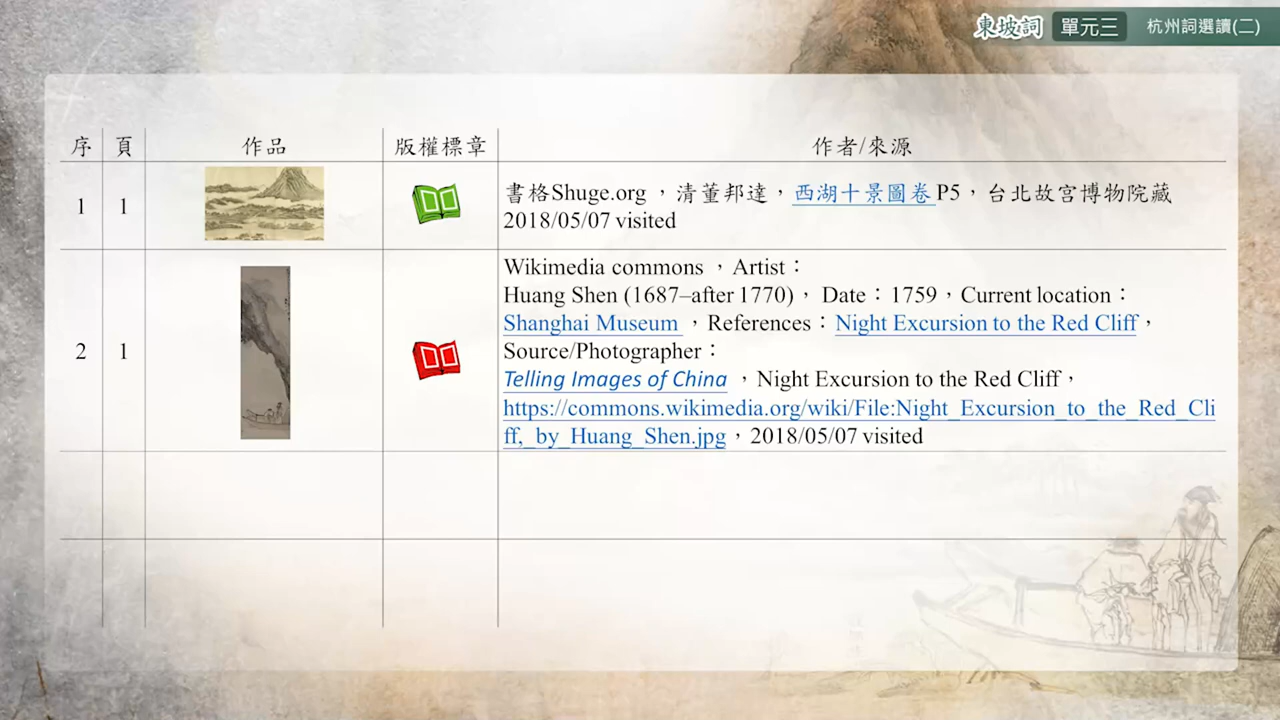 東坡詞 單元三 杭州詞選讀(二)
序 頁 作品 版權標章 作者/來源
1 1 書格Shuge.org ，清董邦達，西湖十景圖卷 P5，台北故宮博物院藏
2018/05/07 visited
Wikimedia commons ，Artist：
Huang Shen (1687–after 1770)， Date：1759，Current location：
Shanghai Museum ，References：Night Excursion to the Red Cliff，
2 1 Source/Photographer：
Telling Images of China ，Night Excursion to the Red Cliff，
https://commons.wikimedia.org/wiki/File:Night_Excursion_to_the_Red_Cli
ff,_by_Huang_Shen.jpg，2018/05/07 visited